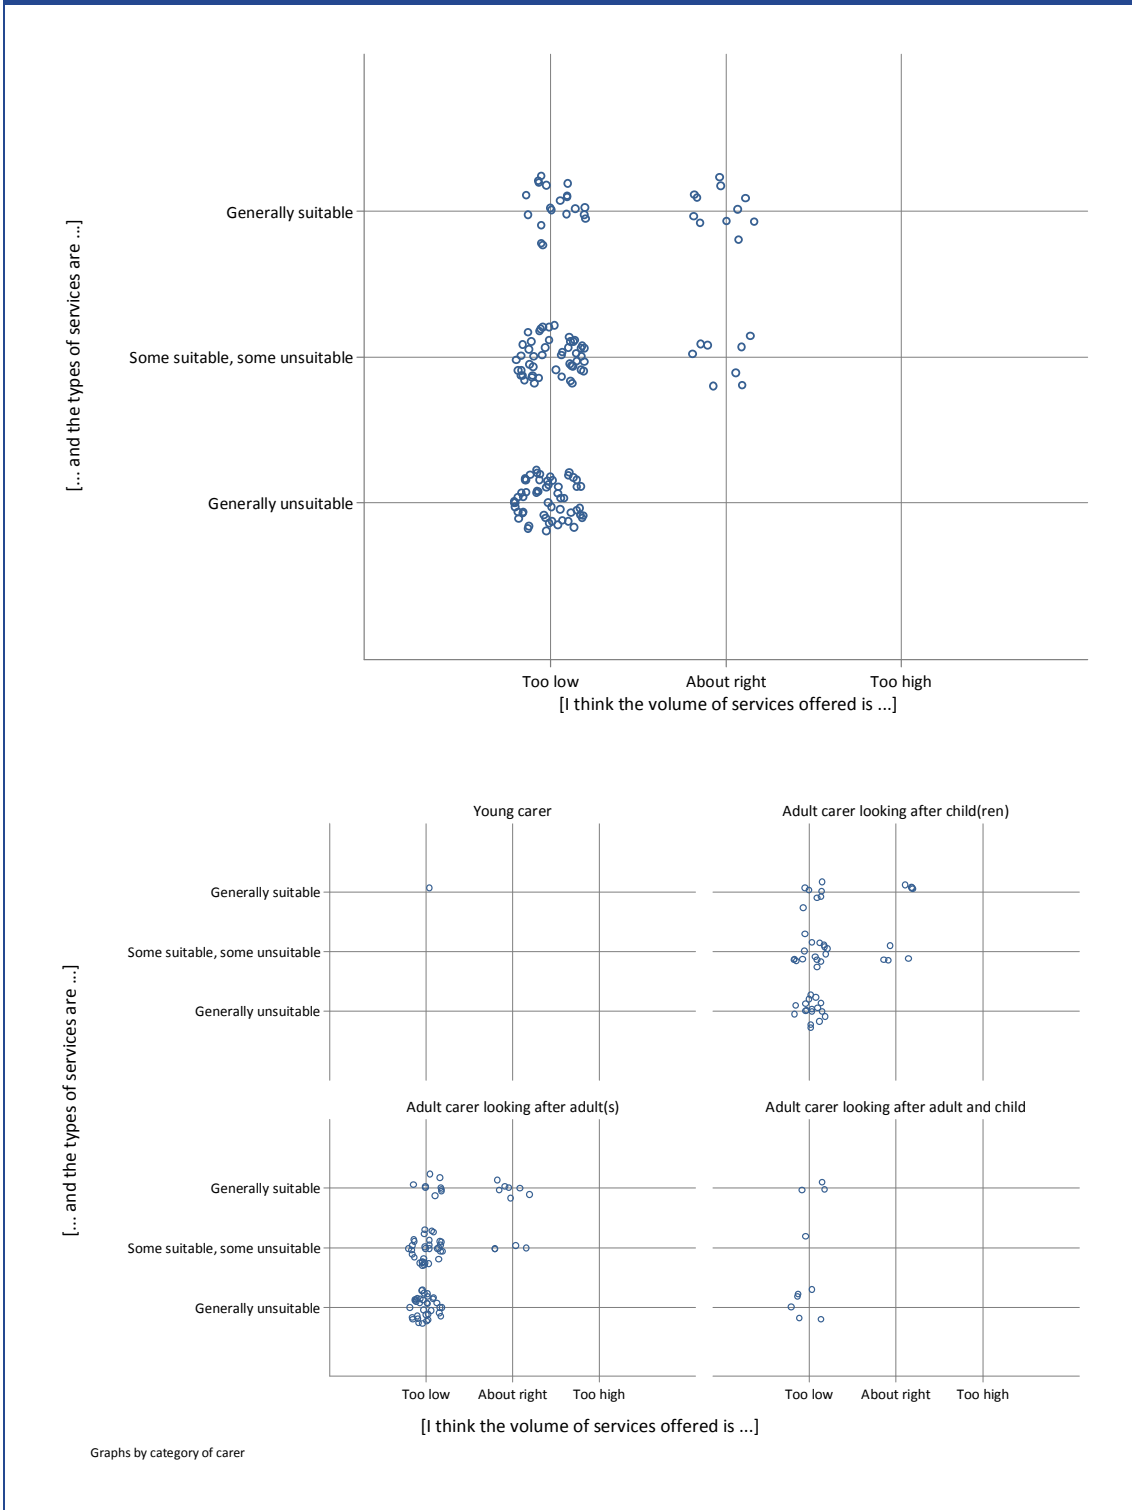 [... and the types of services are ...]
Generally suitable
Some suitable, some unsuitable
Generally unsuitable
Too low About right Too high
[I think the volume of services offered is ...]
Young carer Adult carer looking after child(ren)
[... and the types of services are ...]
Generally suitable
Some suitable, some unsuitable
Generally unsuitable
Adult carer looking after adult(s) Adult carer looking after adult and child
Generally suitable
Some suitable, some unsuitable
Generally unsuitable
Too low About right Too high Too low About right Too high
[I think the volume of services offered is ...]
Graphs by category of carer